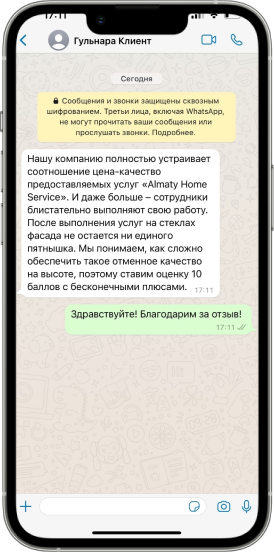 17:11
Гульнара Клиент
Сегодня
Сообщения и звонки защищены сквозным
шифрованием. Третьи лица, включая WhatsApp,
не могут прочитать ваши сообщения или
прослушать звонки. Подробнее.
Нашу компанию полностью устраивает
соотношение цена-качество
предоставляемых услуг «Almaty Home
Service». И даже больше – сотрудники
блистательно выполняют свою работу.
После выполнения услуг на стеклах
фасада не остается ни единого
пятнышка. Мы понимаем, как сложно
обеспечить такое отменное качество
на высоте, поэтому ставим оценку 10
баллов с бесконечными плюсами. 17:11
Здравствуйте! Благодарим за отзыв!
17:11